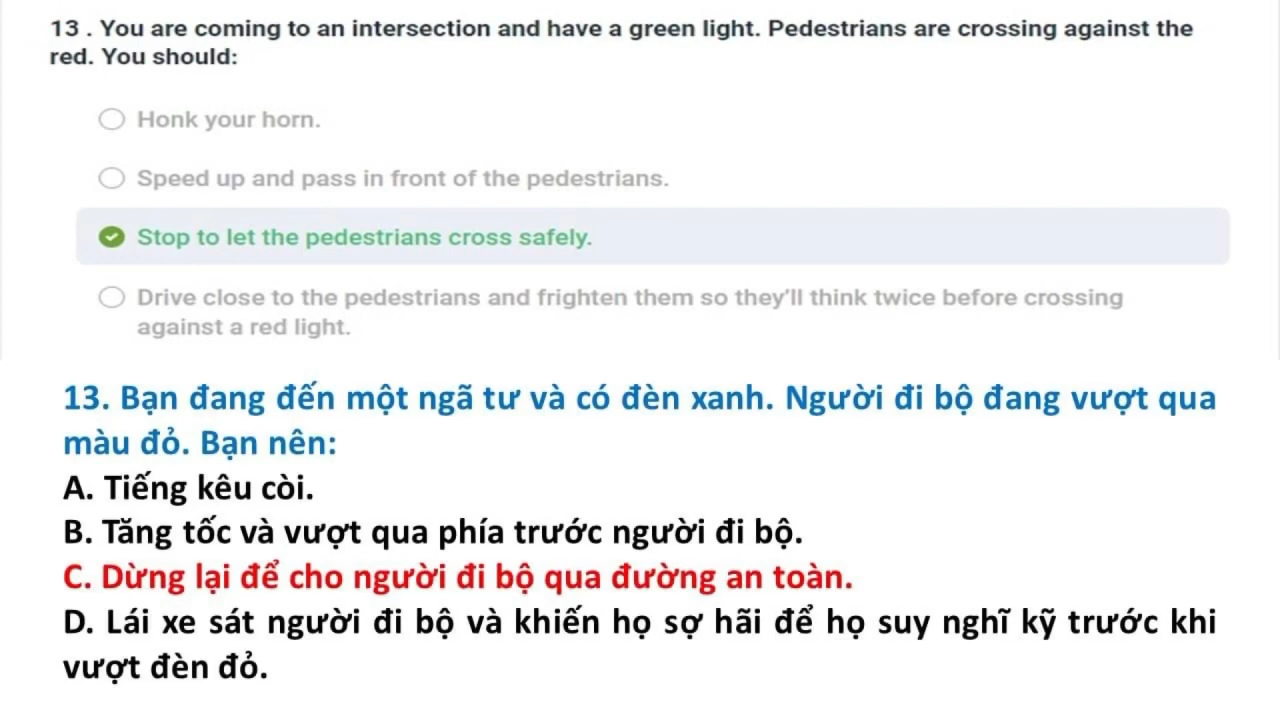 13 . You are coming to an intersection and have a green light. Pedestrians are crossing against the
red. You should:
Honk your horn.
Speed up and pass in front of the pedestrians.
Stop to let the pedestrians cross safely.
Drive close to the pedestrians and frighten them so they'll think twice before crossing
against a red light.
13. Bạn đang đến một ngã tư và có đèn xanh. Người đi bộ đang vượt qua
màu đỏ. Bạn nên:
A. Tiếng kêu còi.
B. Tăng tốc và vượt qua phía trước người đi bộ.
C. Dừng lại để cho người đi bộ qua đường an toàn.
D. Lái xe sát người đi bộ và khiến họ sợ hãi để họ suy nghĩ kỹ trước khi
vượt đèn đỏ.